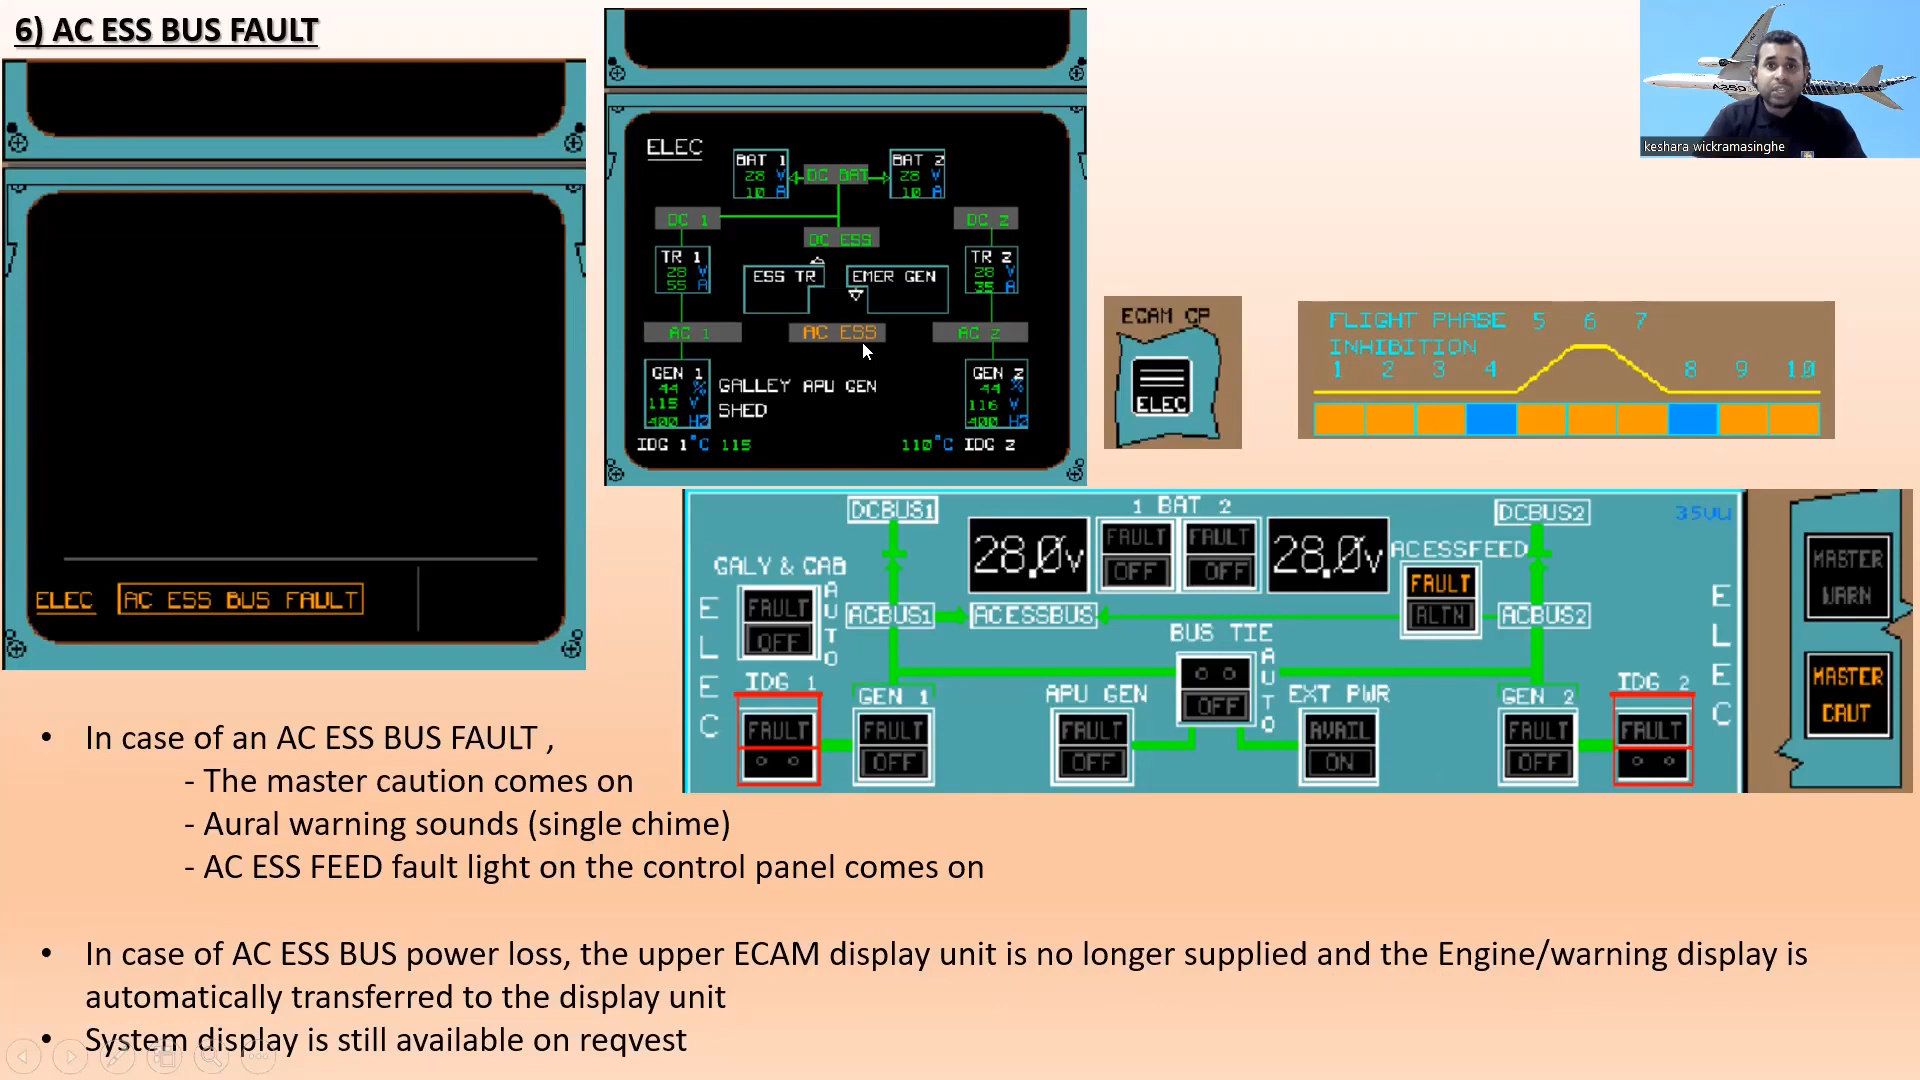 6) AC ESS BUS FAULT
ELEC
BAT 1
28 V
10 A
DC BAT
BAT 2
28 V
10 A
DC 1
DC 2
DC ESS
TR 1
28 V
55 A
ESS TR
EMER GEN
TR 2
28 V
35 A
AC 1
AC ESS
AC 2
GEN 1
44 %
115 V
400 HZ
GALLEY
SHED
APU GEN
GEN 2
44 %
116 V
400 HZ
IDG 1 °C 115
110 °C IDG 2
ELEC AC ESS BUS FAULT
ECAM CP
ELEC
FLIGHT PHASE
INHIBITION
1 2 3 4 5 6 7 8 9 10
A350
keshara wickramasinghe
DCBUS1
1 BAT 2
DCBUS2
35VU
28.0V
FAULT
OFF
FAULT
OFF
28.0V
ACESSFEED
FAULT
ALTN
GALY & CAB
FAULT
OFF
AUTO
ELEC
ACBUS1
ACESSBUS
ACBUS2
ELEC
BUS TIE
OFF
AUTO
IDG 1
FAULT
GEN 1
FAULT
OFF
APU GEN
FAULT
OFF
EXT PWR
AVAIL
ON
GEN 2
FAULT
OFF
IDG 2
FAULT
MASTER
WARN
MASTER
CAUT
• In case of an AC ESS BUS FAULT ,
- The master caution comes on
- Aural warning sounds (single chime)
- AC ESS FEED fault light on the control panel comes on
• In case of AC ESS BUS power loss, the upper ECAM display unit is no longer supplied and the Engine/warning display is
automatically transferred to the display unit
• System display is still available on reqvest